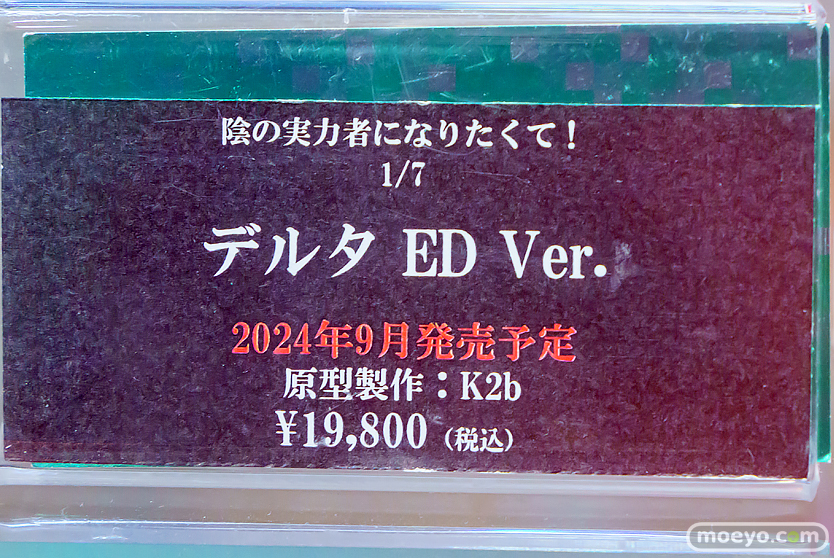 陰の実力者になりたくて！
1/7
デルタ ED Ver.
2024年9月発売予定
原型製作：K2b
¥19,800（税込）
moeyo.com